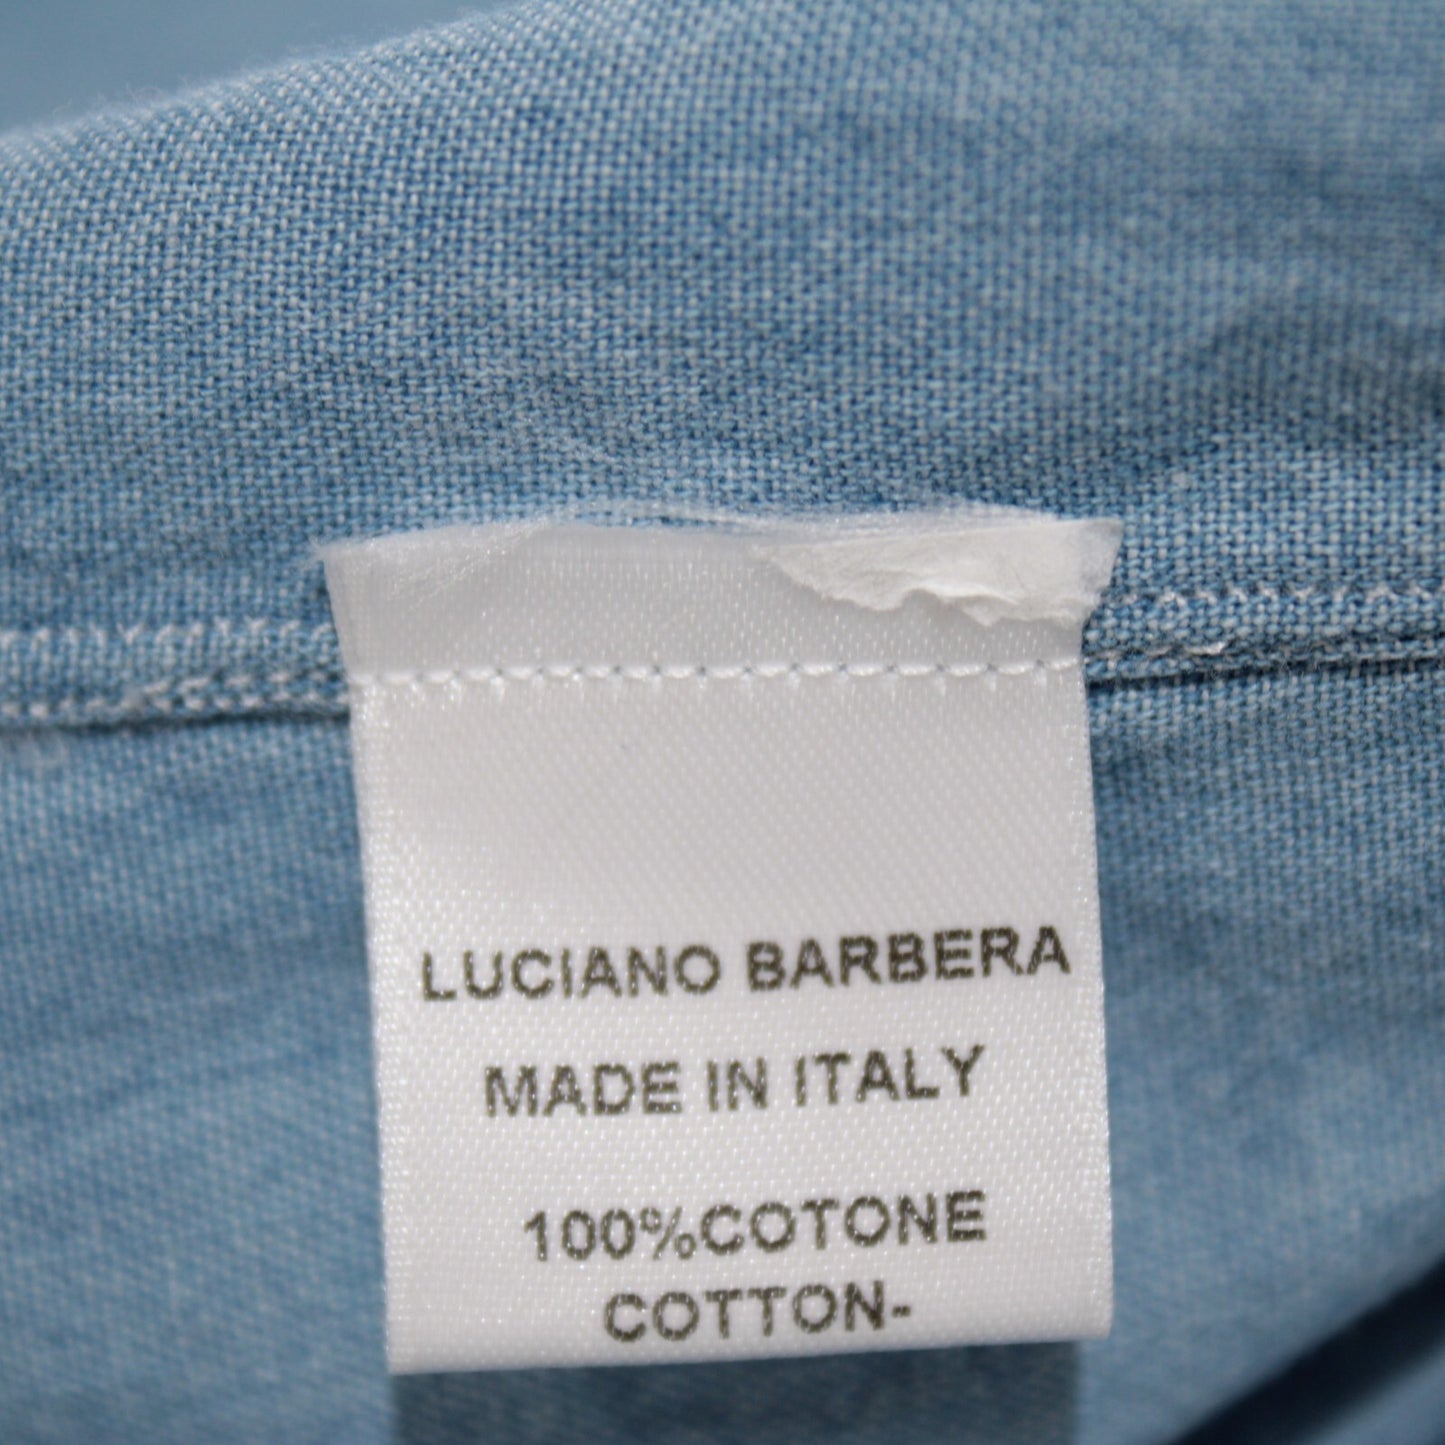 LUCIANO BARBERA
MADE IN ITALY
100%COTONE
COTTON-